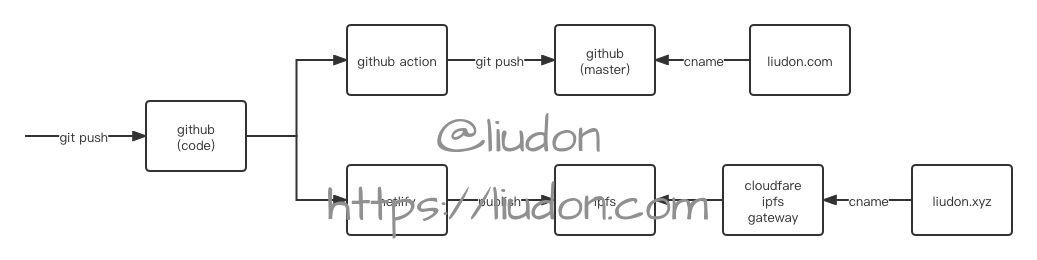 github action
git push
github
(master)
cname
liudon.com
git push
github
(code)
@liudon
netlify
publish
ipfs
https://liudon.com
cloudfare
ipfs
gateway
cname
liudon.xyz